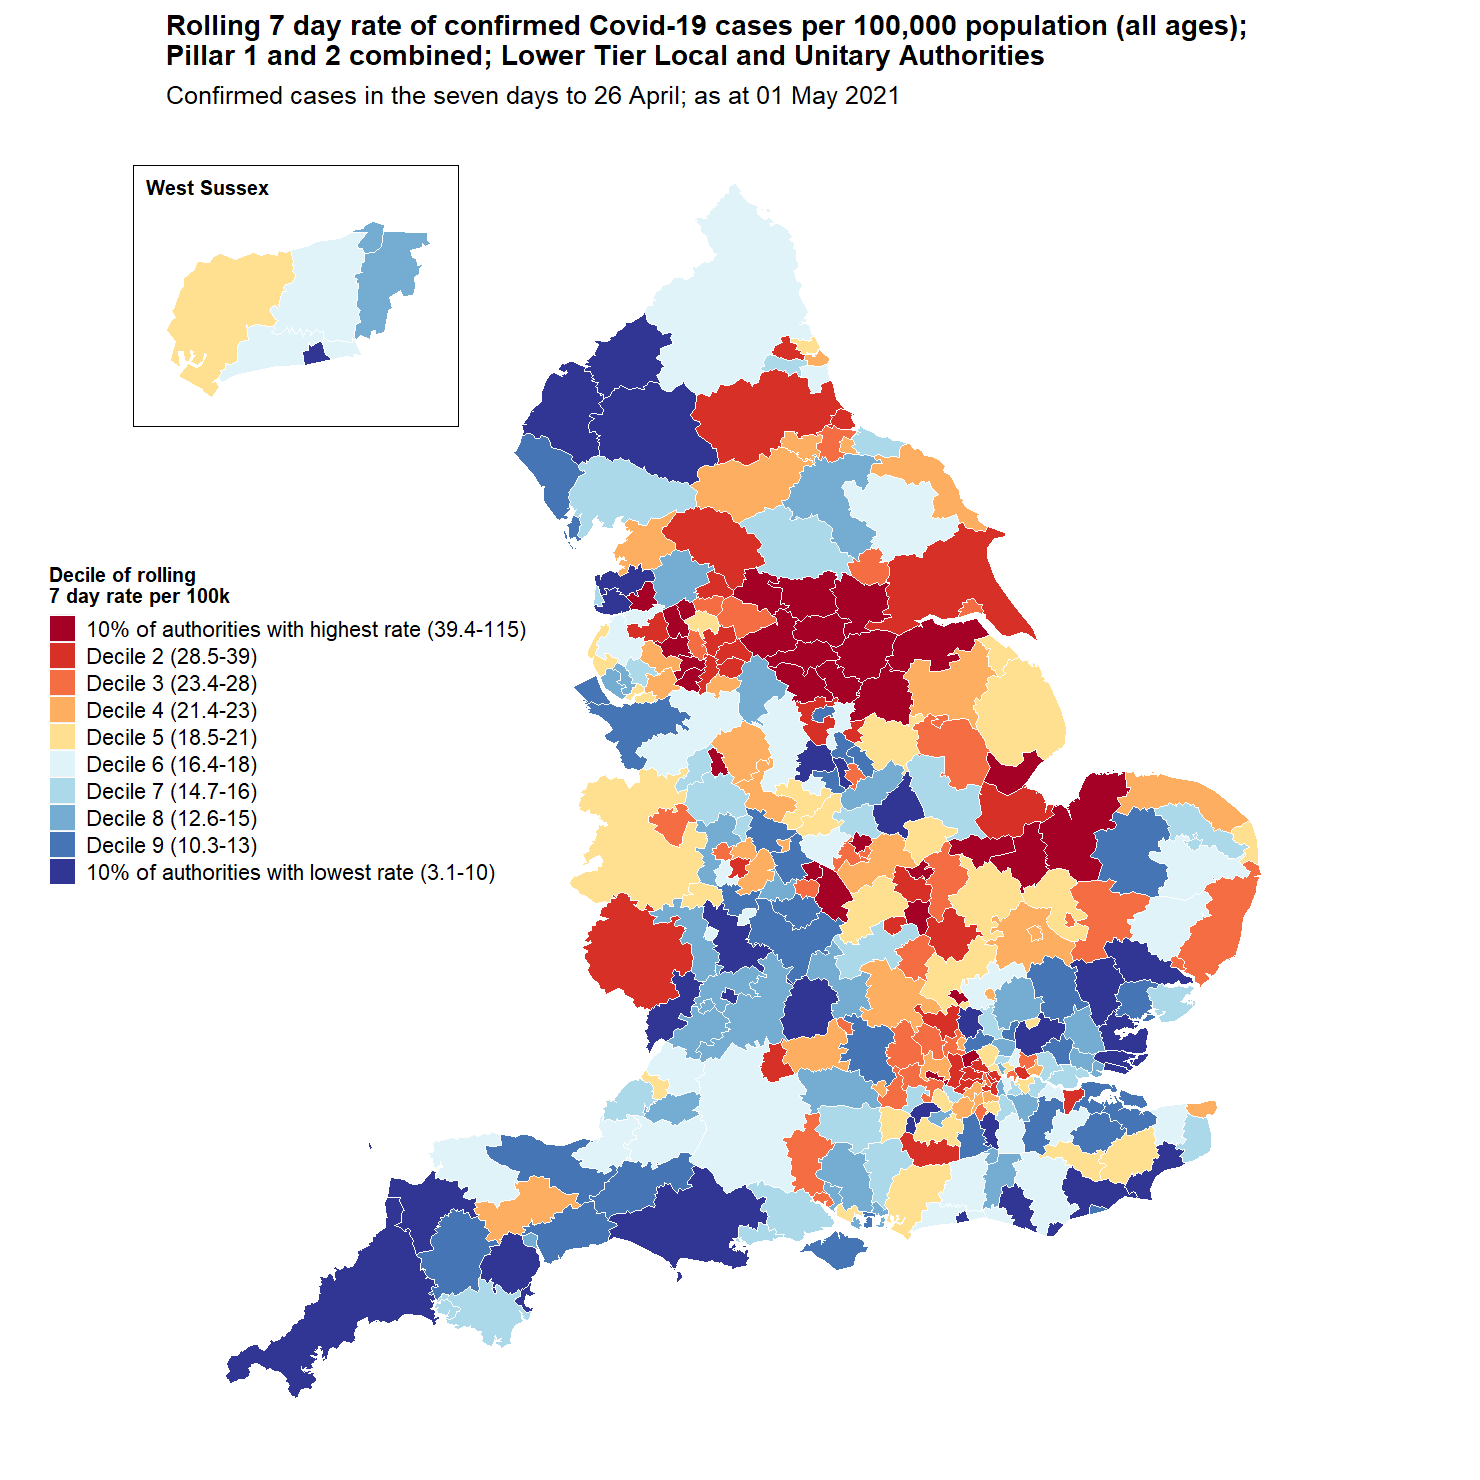 Rolling 7 day rate of confirmed Covid-19 cases per 100,000 population (all ages);
Pillar 1 and 2 combined; Lower Tier Local and Unitary Authorities
Confirmed cases in the seven days to 26 April; as at 01 May 2021
West Sussex
Decile of rolling
7 day rate per 100k
10% of authorities with highest rate (39.4-115)
Decile 2 (28.5-39)
Decile 3 (23.4-28)
Decile 4 (21.4-23)
Decile 5 (18.5-21)
Decile 6 (16.4-18)
Decile 7 (14.7-16)
Decile 8 (12.6-15)
Decile 9 (10.3-13)
10% of authorities with lowest rate (3.1-10)